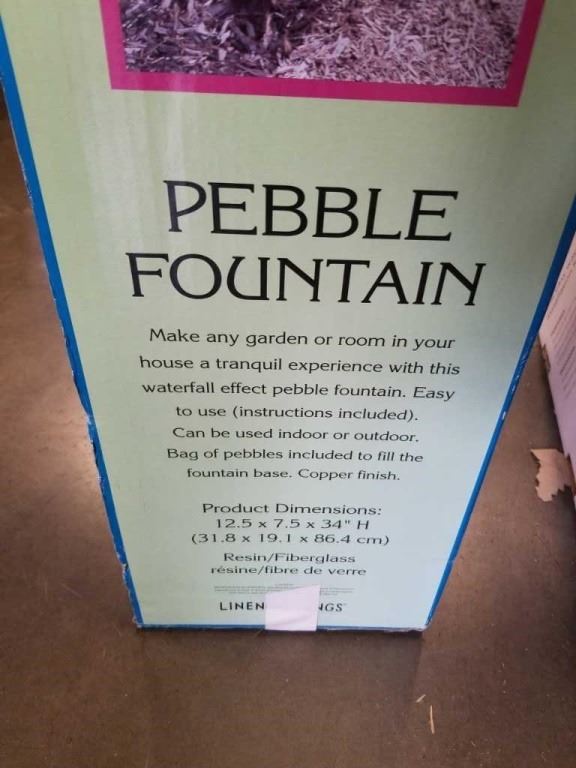 PEBBLE
FOUNTAIN
Make any garden or room in your
house a tranquil experience with this
waterfall effect pebble fountain. Easy
to use (instructions included).
Can be used indoor or outdoor.
Bag of pebbles included to fill the
fountain base. Copper finish.
Product Dimensions:
12.5 x 7.5 x 34" H
(31.8 x 19.1 x 86.4 cm)
Resin/Fiberglass
résine/fibre de verre
LINEN NGS